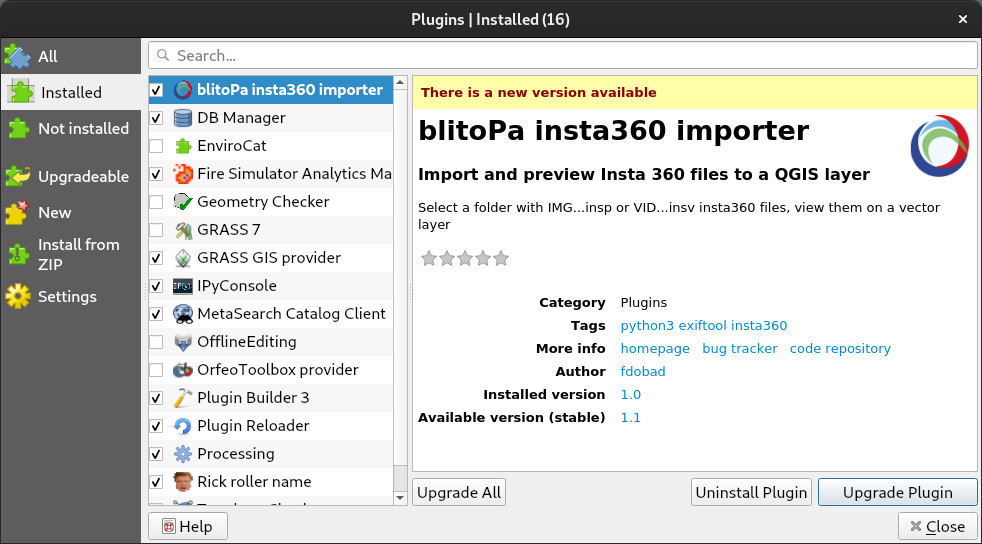 Plugins | Installed (16)
All
Installed
Not installed
Upgradeable
New
Install from
ZIP
Settings
Search...
blitoPa insta360 importer
DB Manager
EnviroCat
Fire Simulator Analytics Ma
Geometry Checker
GRASS 7
GRASS GIS provider
IPyConsole
MetaSearch Catalog Client
OfflineEditing
OrfeoToolbox provider
Plugin Builder 3
Plugin Reloader
Processing
Rick roller name
There is a new version available
blitoPa insta360 importer
Import and preview Insta 360 files to a QGIS layer
Select a folder with IMG...insp or VID...insv insta360 files, view them on a vector
layer
Category Plugins
Tags python3 exiftool insta360
More info homepage bug tracker code repository
Author fdobad
Installed version 1.0
Available version (stable) 1.1
Upgrade All
Uninstall Plugin
Upgrade Plugin
Help
Close